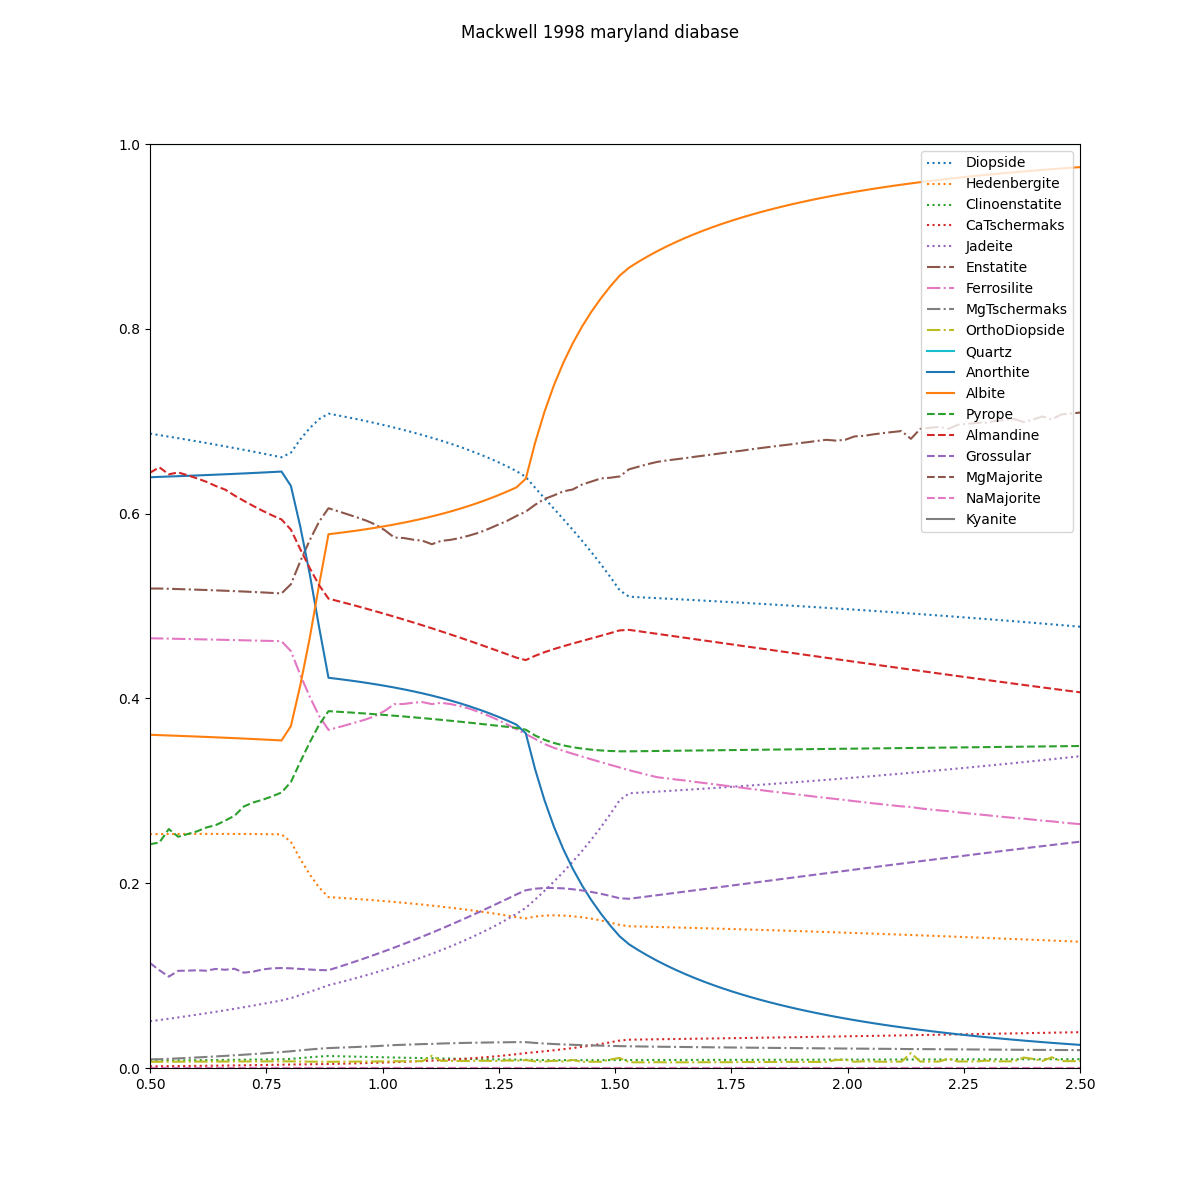 Mackwell 1998 maryland diabase
1.0
0.8
0.6
0.4
0.2
0.0
0.50
0.75
1.00
1.25
1.50
1.75
2.00
2.25
2.50
Diopside
Hedenbergite
Clinoenstatite
CaTschermaks
Jadeite
Enstatite
Ferrosilite
MgTschermaks
OrthoDiopside
Quartz
Anorthite
Albite
Pyrope
Almandine
Grossular
MgMajorite
NaMajorite
Kyanite